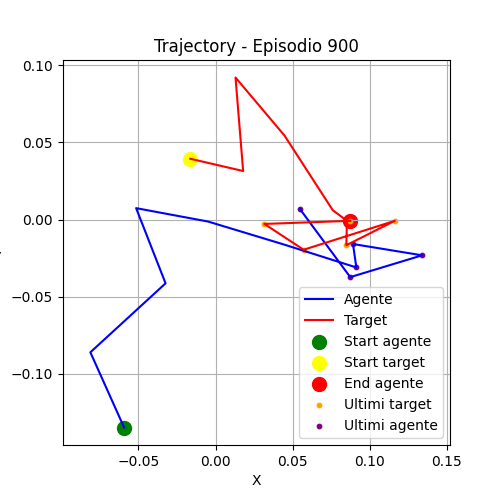 Trajectory - Episodio 900
0.10
0.05
0.00
−0.05
−0.10
−0.05
0.00
0.05
0.10
0.15
X
Agente
Target
Start agente
Start target
End agente
Ultimi target
Ultimi agente